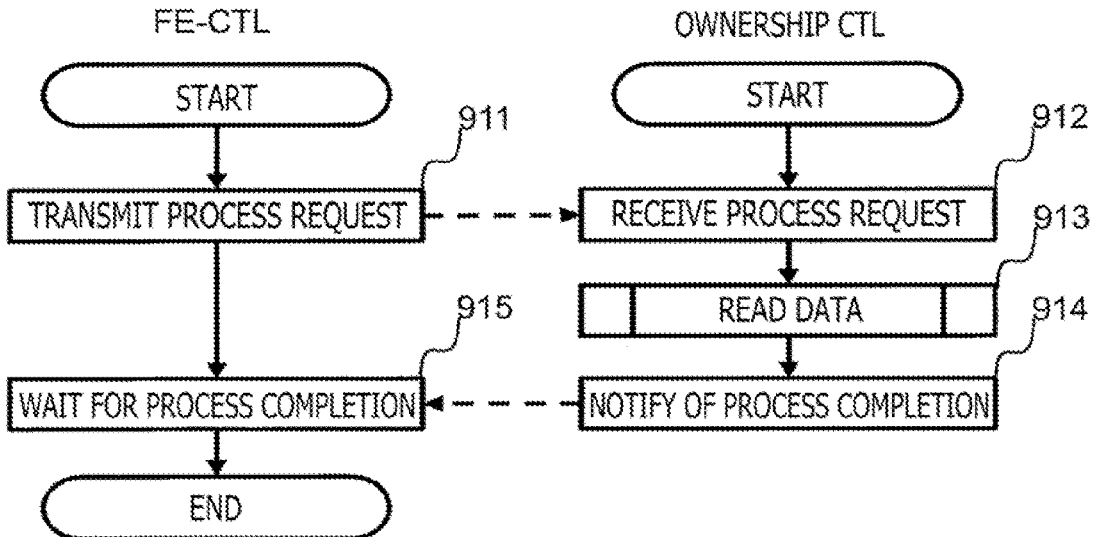 FE-CTL
OWNERSHIP CTL
START
START
911
912
TRANSMIT PROCESS REQUEST
RECEIVE PROCESS REQUEST
913
READ DATA
915
914
WAIT FOR PROCESS COMPLETION
NOTIFY OF PROCESS COMPLETION
END